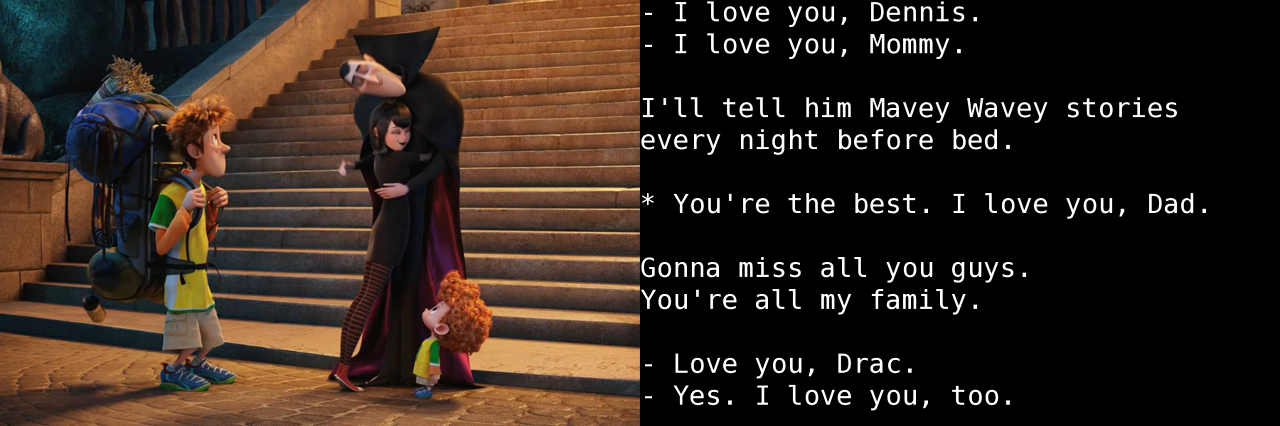 - I love you, Dennis.
- I love you, Mommy.
I'll tell him Mavey Wavey stories
every night before bed.
* You're the best. I love you, Dad.
Gonna miss all you guys.
You're all my family.
- Love you, Drac.
- Yes. I love you, too.